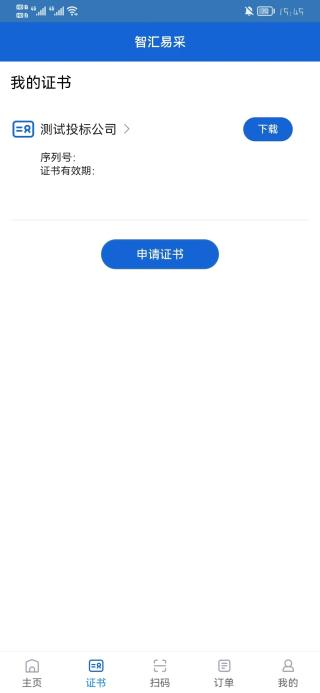 15:45
智汇易采
我的证书
测试投标公司
下载
序列号：
证书有效期：
申请证书
主页
证书
扫码
订单
我的